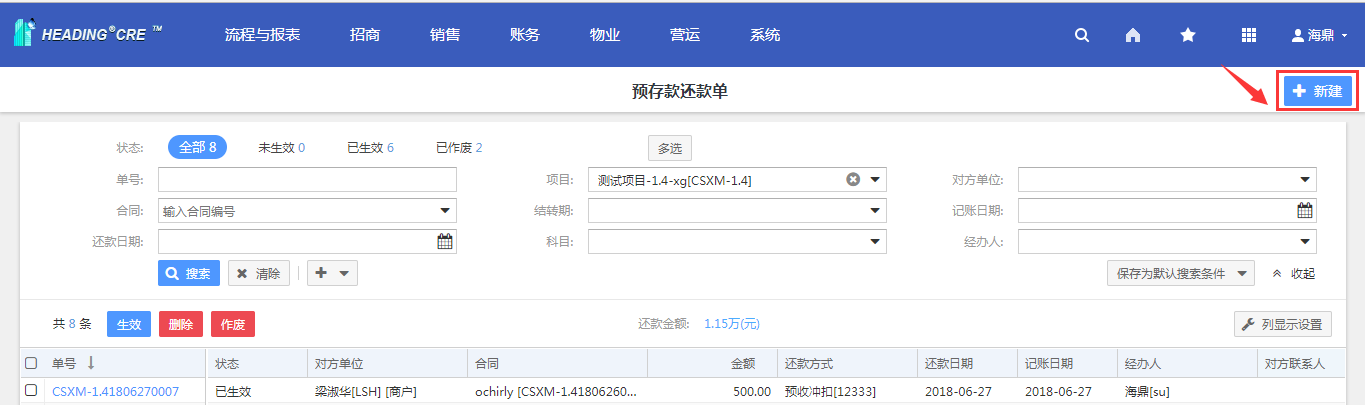 HEADING®CRE ™ 流程与报表 招商 销售 账务 物业 营运 系统 海鼎
预存款还款单 新建
状态: 全部 8 未生效 0 已生效 6 已作废 2 多选
单号: 项目: 测试项目-1.4-xg[CSXM-1.4] 对方单位:
合同: 输入合同编号 结转期: 记账日期:
还款日期: 科目: 经办人:
搜索 清除 保存为默认搜索条件 收起
共 8 条 生效 删除 作废 还款金额: 1.15万(元) 列显示设置
单号 状态 对方单位 合同 金额 还款方式 还款日期 记账日期 经办人 对方联系人
CSXM-1.41806270007 已生效 梁淑华[LSH] [商户] ochirly [CSXM-1.41806260... 500.00 预收冲扣[12333] 2018-06-27 2018-06-27 海鼎[su]